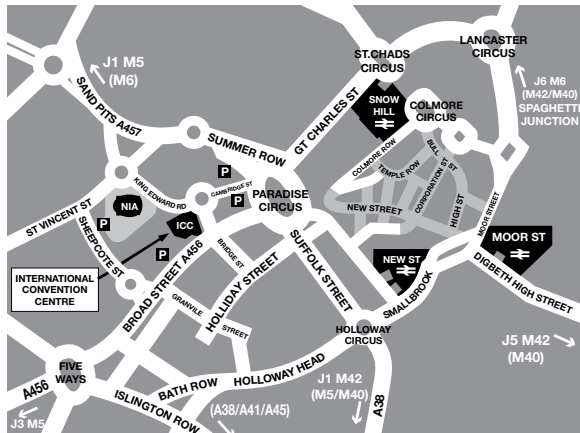 J1 M5
(M6)
ST.CHADS
CIRCUS
LANCASTER
CIRCUS
J6 M6
(M42/M40)
SPAGHETTI
JUNCTION
SAND PITS A457
SUMMER ROW
GT CHARLES ST
SNOW
HILL
COLMORE
CIRCUS
COLMORE ROW
TEMPLE ROW
BULL ST
CORPORATION ST
HIGH ST
MOOR STREET
NEW STREET
P
KING EDWARD RD
CAMBRIDGE ST
P
PARADISE
CIRCUS
ST VINCENT ST
NIA
P
ICC
P
SHEEPCOTE ST
INTERNATIONAL
CONVENTION
CENTRE
BROAD STREET A456
BRIDGE ST
GRANVILE
STREET
HOLLIDAY STREET
SUFFOLK STREET
NEW ST
SMALLBROOK
MOOR ST
DIGBETH HIGH STREET
J5 M42
(M40)
HOLLOWAY
CIRCUS
FIVE
WAYS
A456
J3 M5
BATH ROW
HOLLOWAY HEAD
ISLINGTON ROW
(A38/A41/A45)
J1 M42
(M5/M40)
A38